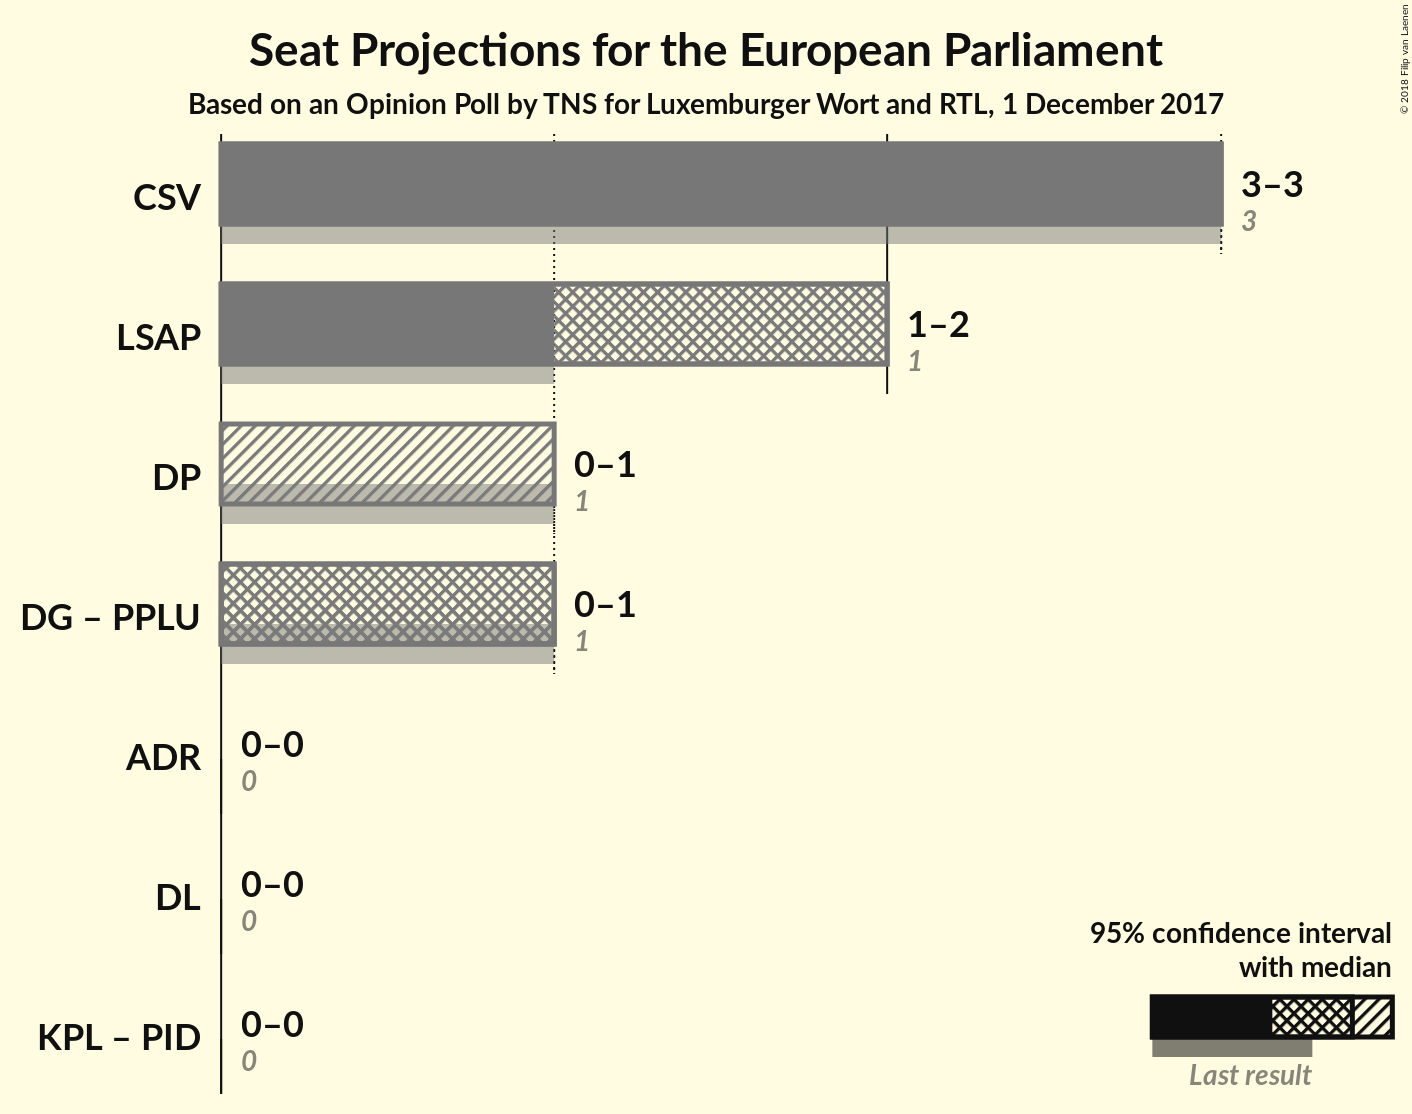 Seat Projections for the European Parliament
Based on an Opinion Poll by TNS for Luxemburger Wort and RTL, 1 December 2017
© 2018 Filip van Laenen
CSV
3–3
3
LSAP
1–2
1
DP
0–1
1
DG – PPLU
0–1
1
ADR
0–0
0
DL
0–0
0
KPL – PID
0–0
0
95% confidence interval
with median
Last result